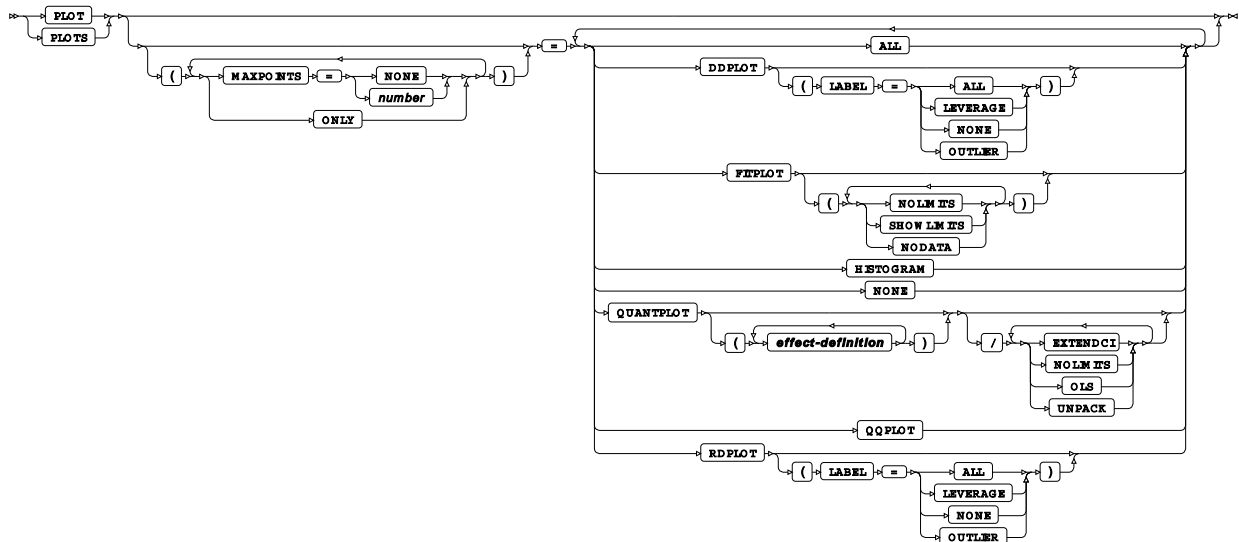 PLOT
PLOTS
=
ALL
( MAXPOINTS = NONE )
number
ONLY
DDPLOT
( LABEL = ALL )
LEVERAGE
NONE
OUTLIER
FITPLOT
( NOLIMITS )
SHOWLIMITS
NODATA
HISTOGRAM
NONE
QUANTPLOT
( effect-definition ) / EXTENDCI
NOLIMITS
OLS
UNPACK
QQPLOT
RDPLOT
( LABEL = ALL )
LEVERAGE
NONE
OUTLIER